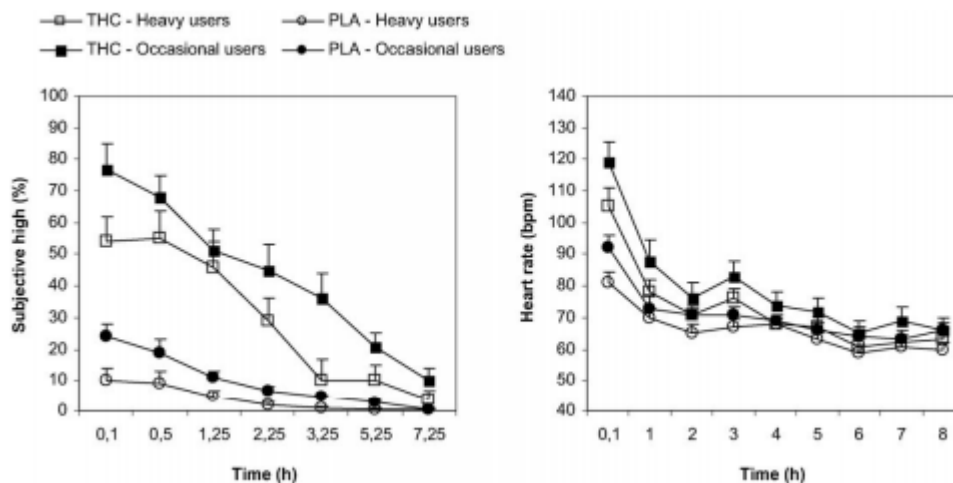 THC - Heavy users PLA - Heavy users
THC - Occasional users PLA - Occasional users
Subjective high (%)
100
90
80
70
60
50
40
30
20
10
0
0,1 0,5 1,25 2,25 3,25 5,25 7,25
Time (h)
Heart rate (bpm)
140
130
120
110
100
90
80
70
60
50
40
0,1 1 2 3 4 5 6 7 8
Time (h)